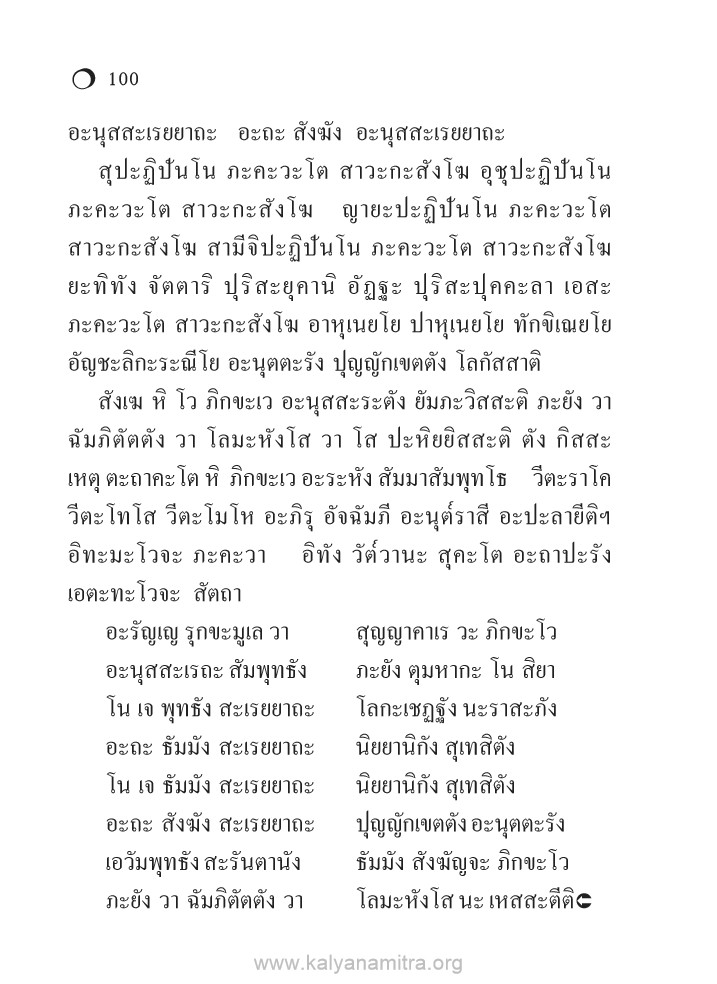 100
อะนุสสะเรยยาถะ อะถะ สังฆัง อะนุสสะเรยยาถะ
สุปะฏิปันโน ภะคะวะโต สาวะกะสังโฆ อุชุปะฏิปันโน
ภะคะวะโต สาวะกะสังโฆ ญายะปะฏิปันโน ภะคะวะโต
สาวะกะสังโฆ สามีจิปะฏิปันโน ภะคะวะโต สาวะกะสังโฆ
ยะทิทัง จัตตาริ ปุริสะยุคานิ อัฏฐะ ปุริสะปุคคะลา เอสะ
ภะคะวะโต สาวะกะสังโฆ อาหุเนยโย ปาหุเนยโย ทักขิเณยโย
อัญชะลิกะระณีโย อะนุตตะรัง ปุญญักเขตตัง โลกัสสาติ
สังเฆ หิ โว ภิกขะเว อะนุสสะระตัง ยัมภะวิสสะติ ภะยัง วา
ฉัมภิตัตตัง วา โลมะหังโส วา โส ปะหิยยิสสะติ ตัง กิสสะ
เหตุ ตะถาคะโต หิ ภิกขะเว อะระหัง สัมมาสัมพุทโธ วีตะราโค
วีตะโทโส วีตะโมโห อะภิรุ อัจฉัมภี อะนุต์ราสี อะปะลายีติฯ
อิทะมะโวจะ ภะคะวา อิทัง วัต์วานะ สุคะโต อะถาปะรัง
เอตะทะโวจะ สัตถา
อะรัญเญ รุกขะมูเล วา สุญญาคาเร วะ ภิกขะโว
อะนุสสะเรถะ สัมพุทธัง ภะยัง ตุมหากะ โน สิยา
โน เจ พุทธัง สะเรยยาถะ โลกะเชฏฐัง นะราสะภัง
อะถะ ธัมมัง สะเรยยาถะ นิยยานิกัง สุเทสิตัง
โน เจ ธัมมัง สะเรยยาถะ นิยยานิกัง สุเทสิตัง
อะถะ สังฆัง สะเรยยาถะ ปุญญักเขตตัง อะนุตตะรัง
เอวัมพุทธัง สะรันตานัง ธัมมัง สังฆัญจะ ภิกขะโว
ภะยัง วา ฉัมภิตัตตัง วา โลมะหังโส นะ เหสสะตีติ
www.kalyanamitra.org